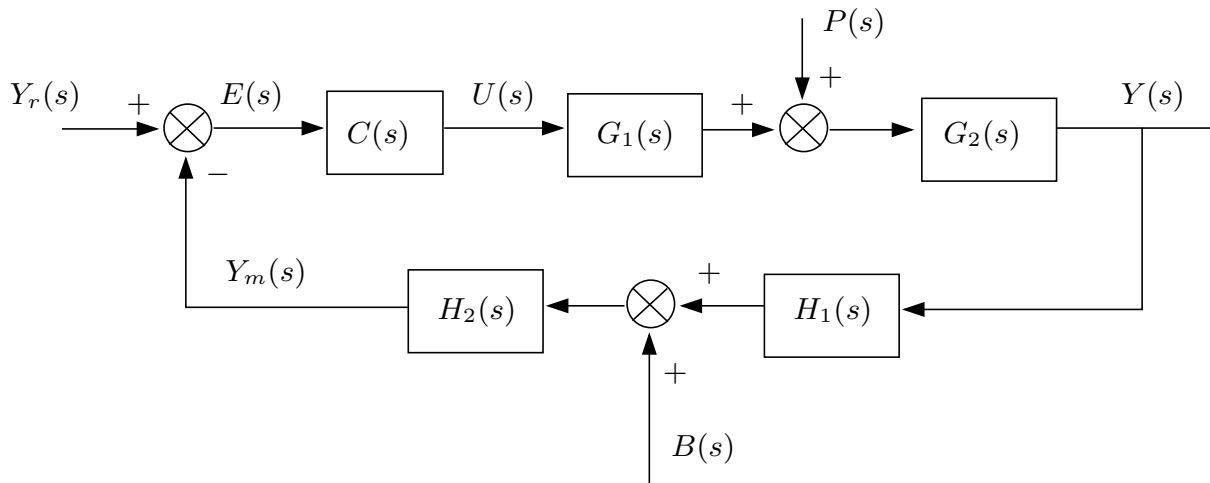 P(s)
Y_r(s) + E(s) U(s) + + Y(s)
C(s) G_1(s) G_2(s)
−
Y_m(s) +
H_2(s) H_1(s)
+
B(s)